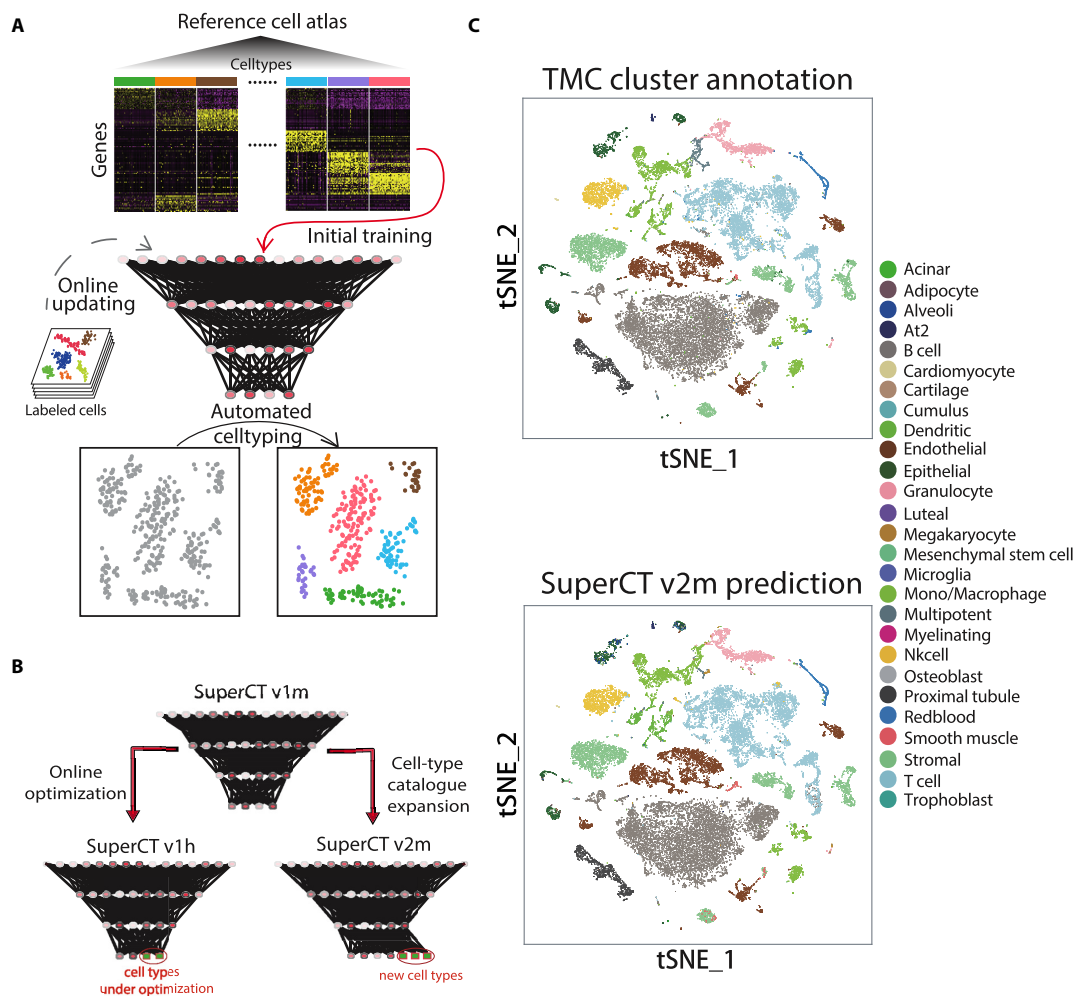 A
Reference cell atlas
Celltypes
Genes
Initial training
Online
updating
Labeled cells
Automated
celltyping
B
SuperCT v1m
Online
optimization
Cell-type
catalogue
expansion
SuperCT v1h
SuperCT v2m
cell types
under optimization
new cell types
C
TMC cluster annotation
tSNE_2
tSNE_1
SuperCT v2m prediction
tSNE_2
tSNE_1
Acinar
Adipocyte
Alveoli
At2
B cell
Cardiomyocyte
Cartilage
Cumulus
Dendritic
Endothelial
Epithelial
Granulocyte
Luteal
Megakaryocyte
Mesenchymal stem cell
Microglia
Mono/Macrophage
Multipotent
Myelinating
Nkcell
Osteoblast
Proximal tubule
Redblood
Smooth muscle
Stromal
T cell
Trophoblast